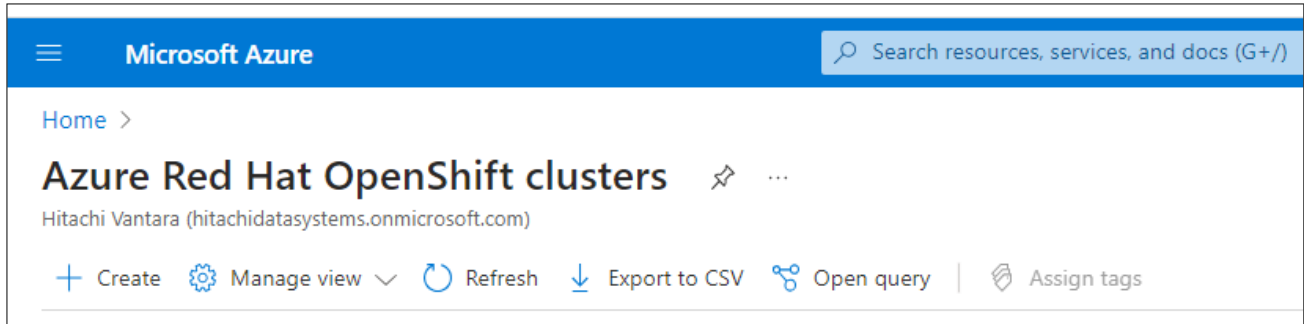 Microsoft Azure Search resources, services, and docs (G+/)
Home >
Azure Red Hat OpenShift clusters ...
Hitachi Vantara (hitachidatasystems.onmicrosoft.com)
Create Manage view Refresh Export to CSV Open query Assign tags